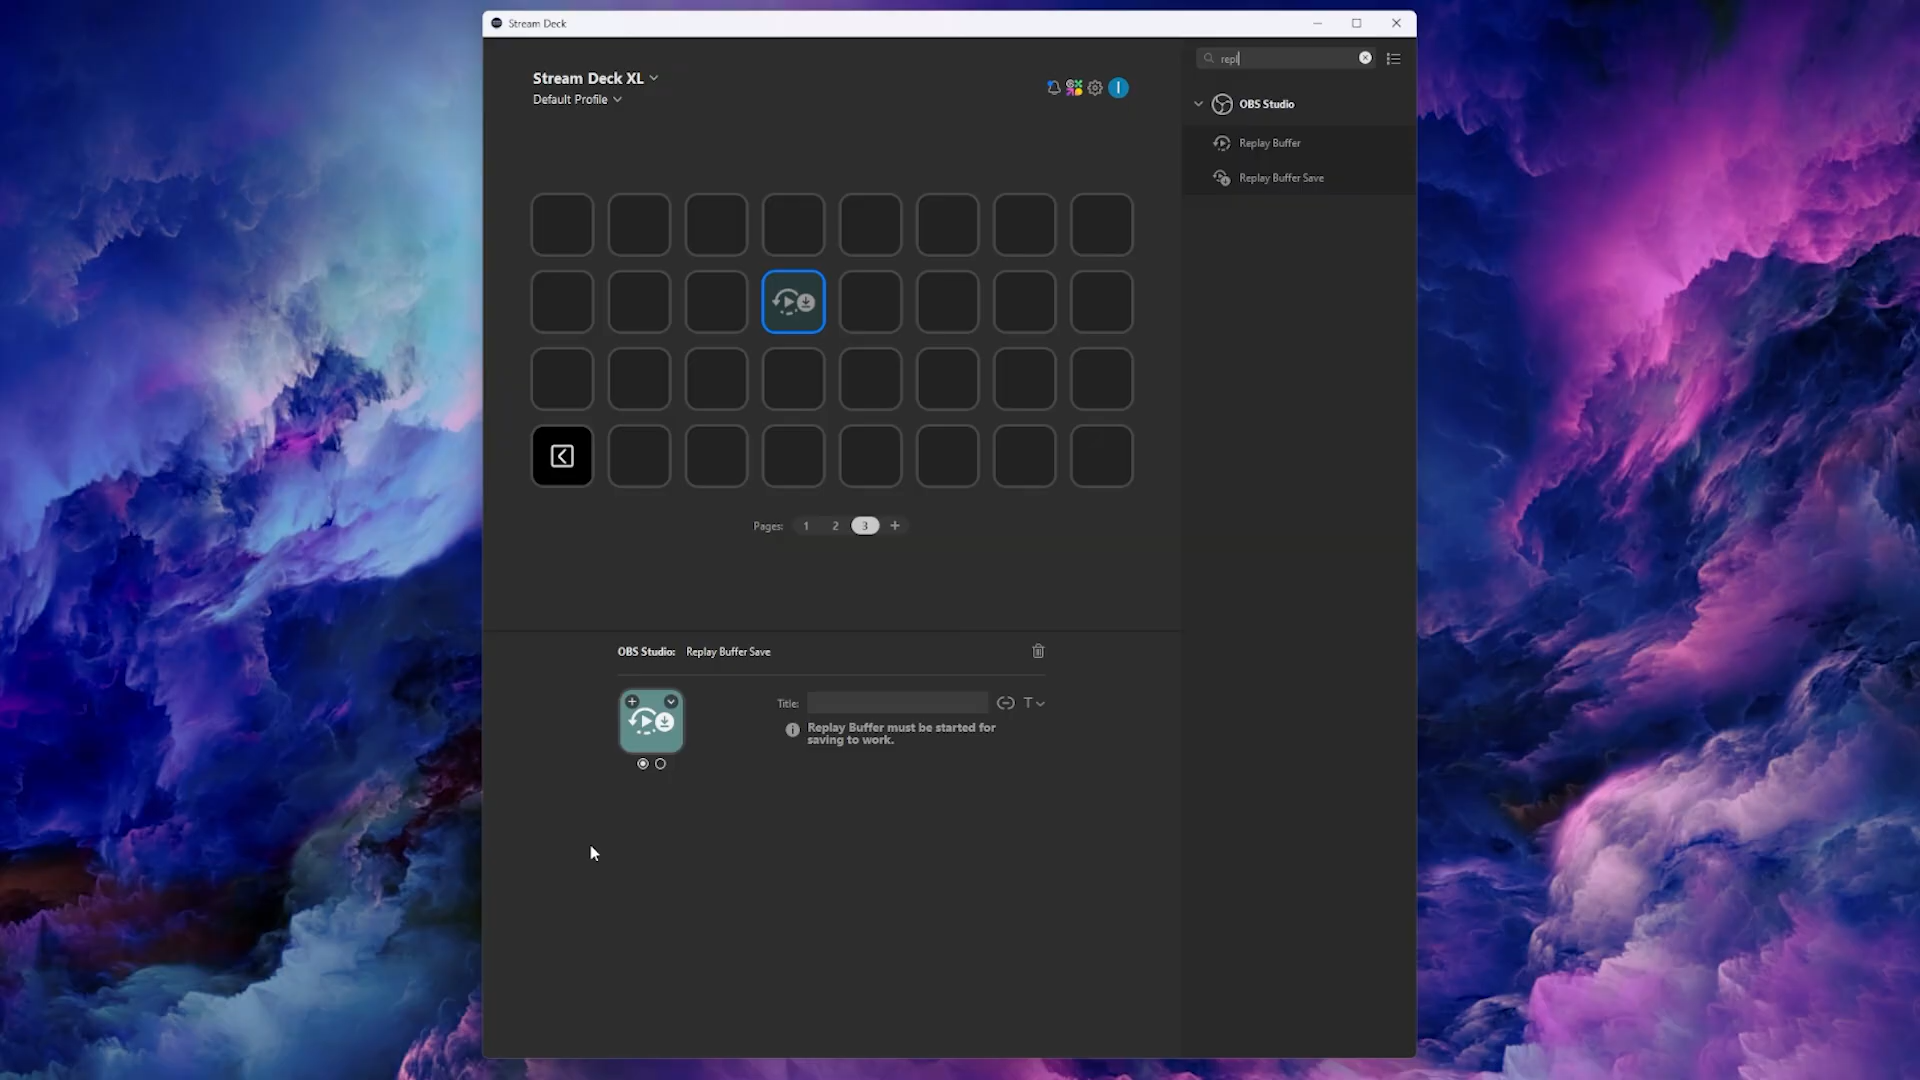 Stream Deck
Stream Deck XL
Default Profile
I
repl
OBS Studio
Replay Buffer
Replay Buffer Save
Pages: 1 2 3 +
OBS Studio: Replay Buffer Save
Title:
T
Replay Buffer must be started for
saving to work.